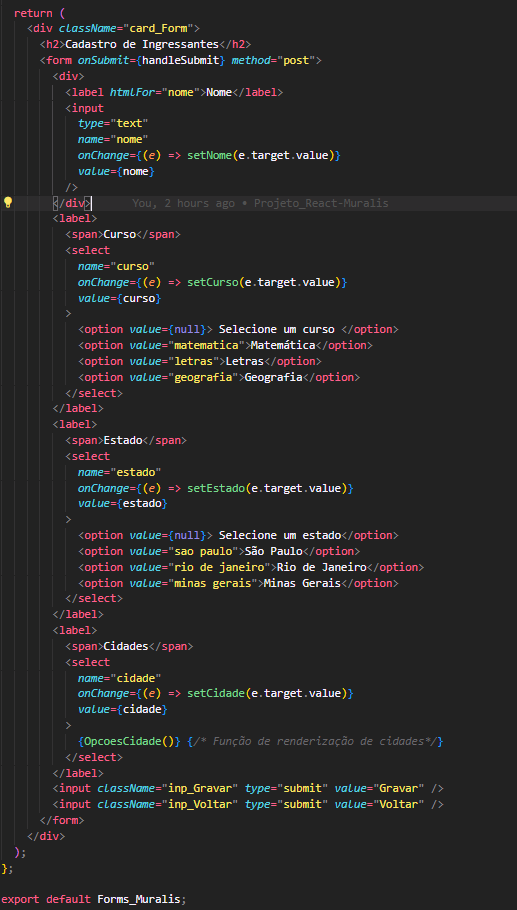 return (
<div className="card_Form">
<h2>Cadastro de Ingressantes</h2>
<form onSubmit={handleSubmit} method="post">
<div>
<label htmlFor="nome">Nome</label>
<input
type="text"
name="nome"
onChange={(e) => setNome(e.target.value)}
value={nome}
/>
</div> You, 2 hours ago • Projeto_React-Muralis
<label>
<span>Curso</span>
<select
name="curso"
onChange={(e) => setCurso(e.target.value)}
value={curso}
>
<option value={null}> Selecione um curso </option>
<option value="matematica">Matemática</option>
<option value="letras">Letras</option>
<option value="geografia">Geografia</option>
</select>
</label>
<label>
<span>Estado</span>
<select
name="estado"
onChange={(e) => setEstado(e.target.value)}
value={estado}
>
<option value={null}> Selecione um estado</option>
<option value="sao paulo">São Paulo</option>
<option value="rio de janeiro">Rio de Janeiro</option>
<option value="minas gerais">Minas Gerais</option>
</select>
</label>
<label>
<span>Cidades</span>
<select
name="cidade"
onChange={(e) => setCidade(e.target.value)}
value={cidade}
>
{OpcoesCidade()} {/* Função de renderização de cidades*/}
</select>
</label>
<input className="inp_Gravar" type="submit" value="Gravar" />
<input className="inp_Voltar" type="submit" value="Voltar" />
</form>
</div>
);
};
export default Forms_Muralis;